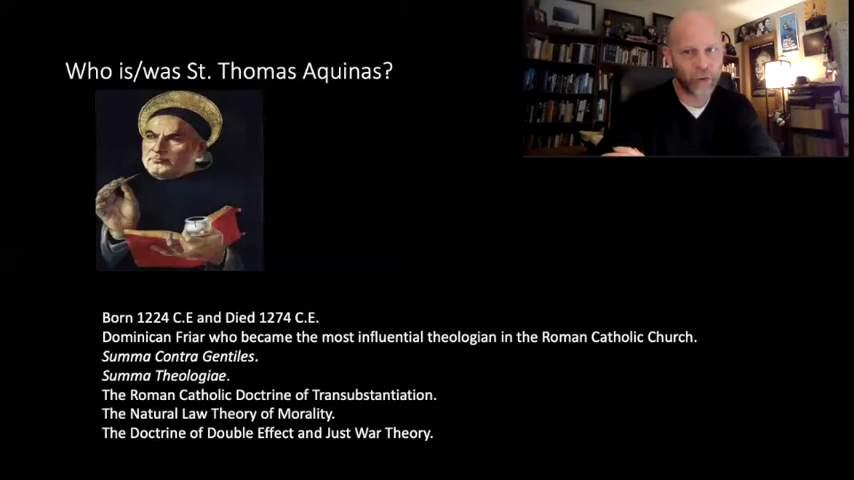 Who is/was St. Thomas Aquinas?
Born 1224 C.E and Died 1274 C.E.
Dominican Friar who became the most influential theologian in the Roman Catholic Church.
Summa Contra Gentiles.
Summa Theologiae.
The Roman Catholic Doctrine of Transubstantiation.
The Natural Law Theory of Morality.
The Doctrine of Double Effect and Just War Theory.